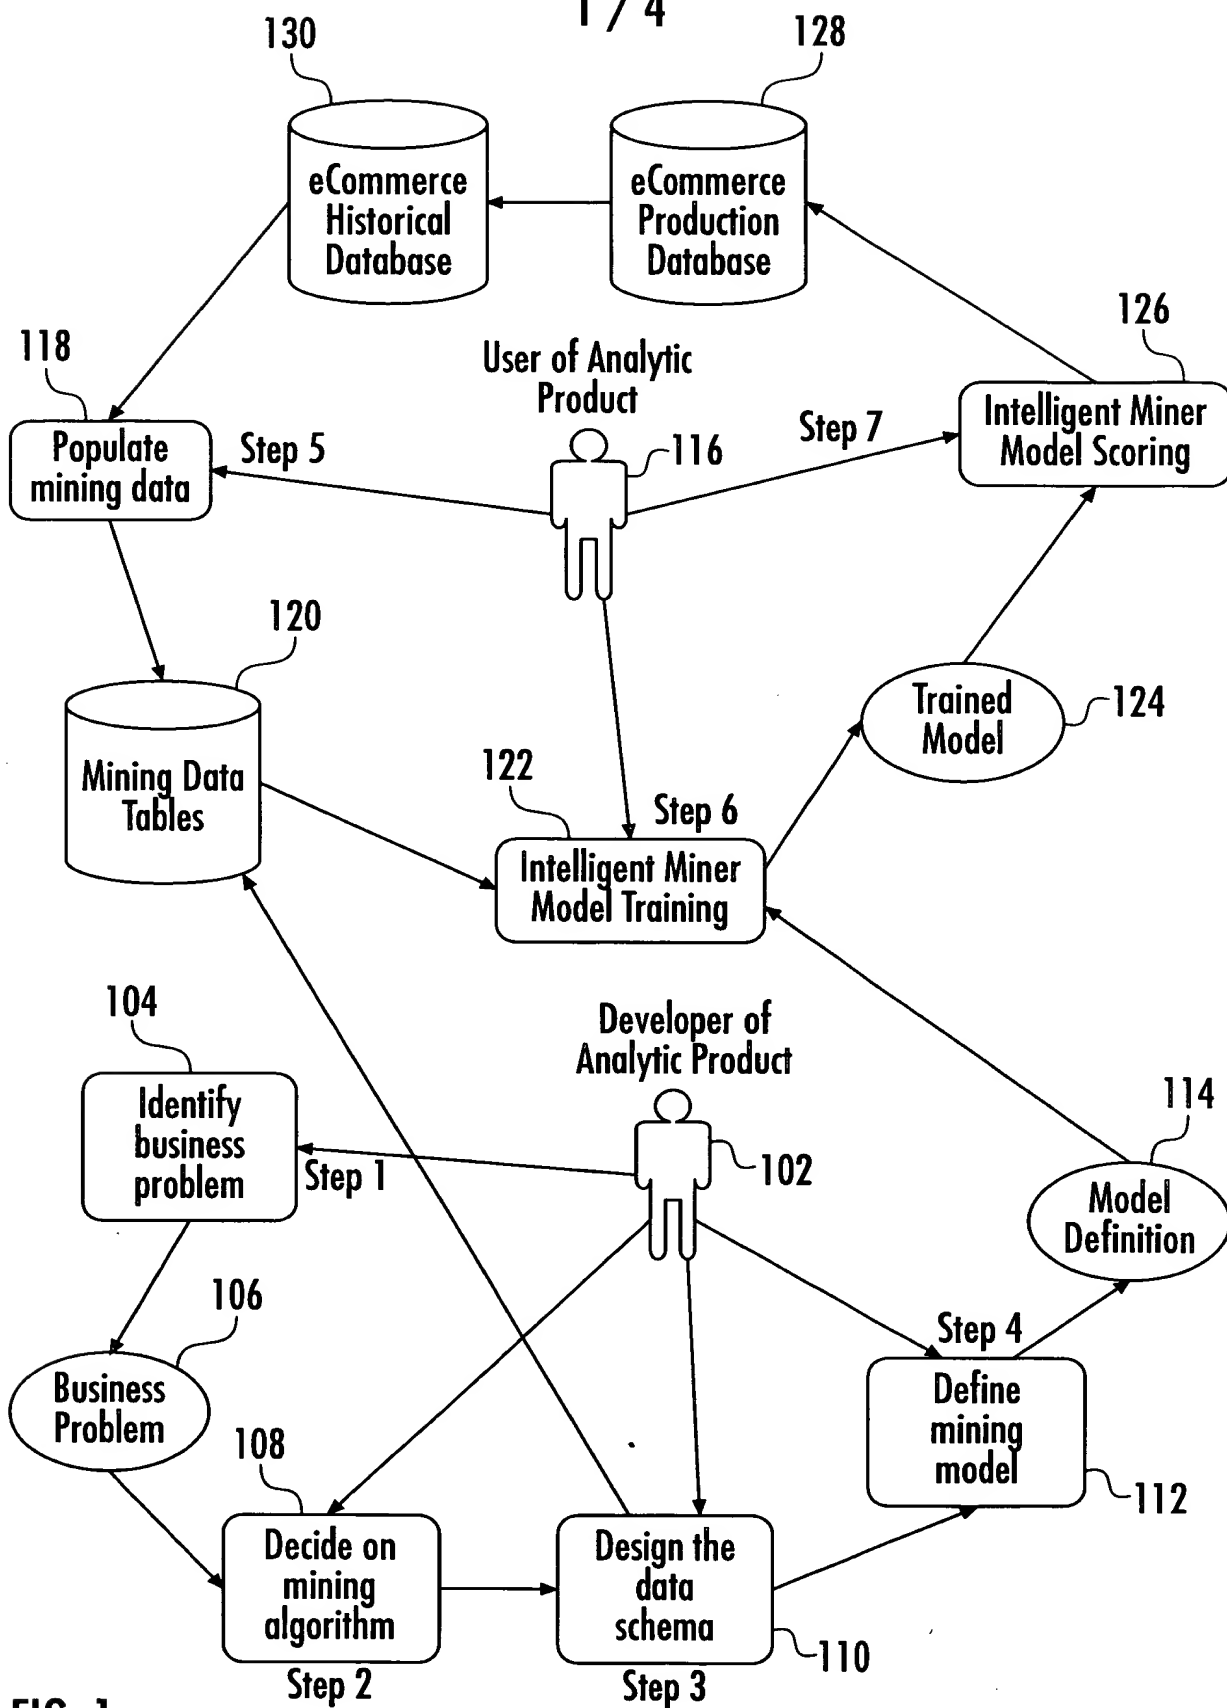 1 / 4
130
128
eCommerce
Historical
Database
eCommerce
Production
Database
126
118
User of Analytic
Product
Intelligent Miner
Model Scoring
Step 7
Populate
mining data
Step 5
116
120
Trained
Model
124
122
Mining Data
Tables
Step 6
Intelligent Miner
Model Training
104
Developer of
Analytic Product
114
Identify
business
problem
Step 1
102
Model
Definition
106
Step 4
Business
Problem
Define
mining
model
108
112
Decide on
mining
algorithm
Design the
data
schema
110
Step 2
Step 3
FIG. 1